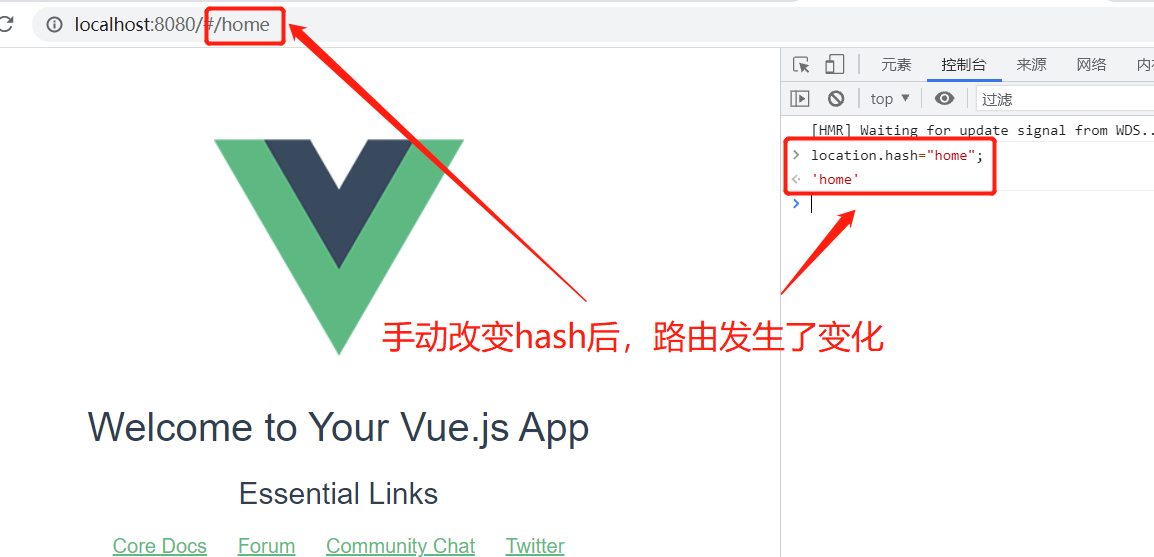 localhost:8080/#/home
元素 控制台 来源 网络 内
top ▼ 过滤
[HMR] Waiting for update signal from WDS..
> location.hash="home";
'home'
>
手动改变hash后，路由发生了变化
Welcome to Your Vue.js App
Essential Links
Core Docs Forum Community Chat Twitter